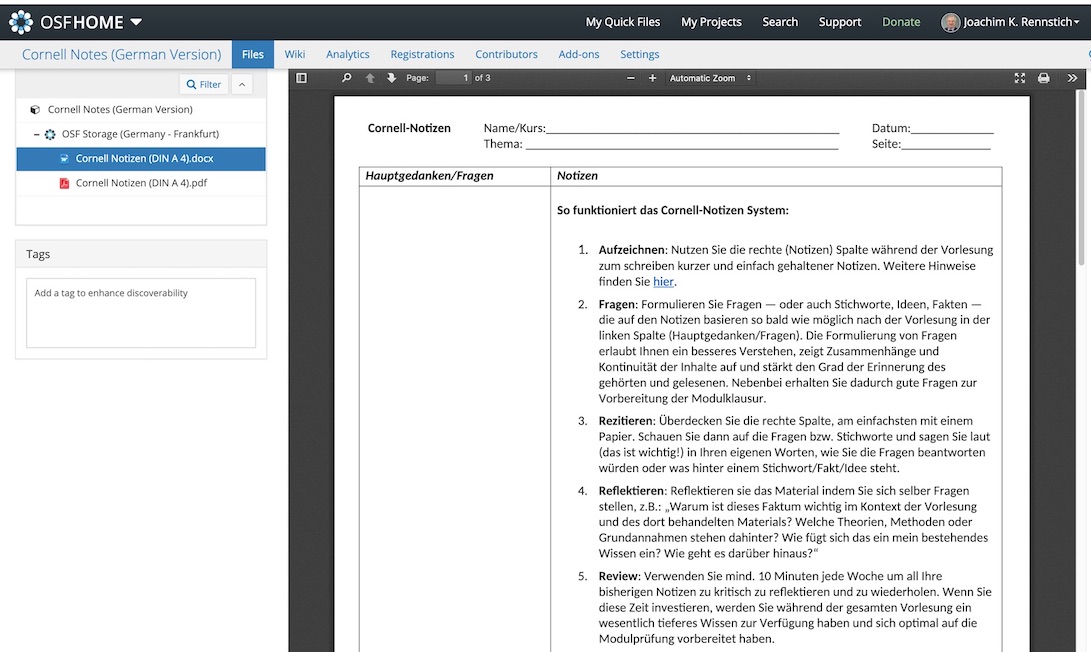 OSFHOME
My Quick Files
My Projects
Search
Support
Donate
Joachim K. Rennstich
Cornell Notes (German Version)
Files
Wiki
Analytics
Registrations
Contributors
Add-ons
Settings
Filter
Cornell Notes (German Version)
OSF Storage (Germany - Frankfurt)
Cornell Notizen (DIN A 4).docx
Cornell Notizen (DIN A 4).pdf
Tags
Add a tag to enhance discoverability
Page: 1 of 3
Automatic Zoom
Cornell-Notizen Name/Kurs: Datum:
Thema: Seite:
Hauptgedanken/Fragen
Notizen
So funktioniert das Cornell-Notizen System:
1. Aufzeichnen: Nutzen Sie die rechte (Notizen) Spalte während der Vorlesung
zum schreiben kurzer und einfach gehaltener Notizen. Weitere Hinweise
finden Sie hier.
2. Fragen: Formulieren Sie Fragen — oder auch Stichworte, Ideen, Fakten —
die auf den Notizen basieren so bald wie möglich nach der Vorlesung in der
linken Spalte (Hauptgedanken/Fragen). Die Formulierung von Fragen
erlaubt Ihnen ein besseres Verstehen, zeigt Zusammenhänge und
Kontinuität der Inhalte auf und stärkt den Grad der Erinnerung des
gehörten und gelesenen. Nebenbei erhalten Sie dadurch gute Fragen zur
Vorbereitung der Modulklausur.
3. Rezitieren: Überdecken Sie die rechte Spalte, am einfachsten mit einem
Papier. Schauen Sie dann auf die Fragen bzw. Stichworte und sagen Sie laut
(das ist wichtig!) in Ihren eigenen Worten, wie Sie die Fragen beantworten
würden oder was hinter einem Stichwort/Fakt/Idee steht.
4. Reflektieren: Reflektieren sie das Material indem Sie sich selber Fragen
stellen, z.B.: „Warum ist dieses Faktum wichtig im Kontext der Vorlesung
und des dort behandelten Materials? Welche Theorien, Methoden oder
Grundannahmen stehen dahinter? Wie fügt sich das ein mein bestehendes
Wissen ein? Wie geht es darüber hinaus?“
5. Review: Verwenden Sie mind. 10 Minuten jede Woche um all Ihre
bisherigen Notizen zu kritisch zu reflektieren und zu wiederholen. Wenn Sie
diese Zeit investieren, werden Sie während der gesamten Vorlesung ein
wesentlich tieferes Wissen zur Verfügung haben und sich optimal auf die
Modulprüfung vorbereitet haben.